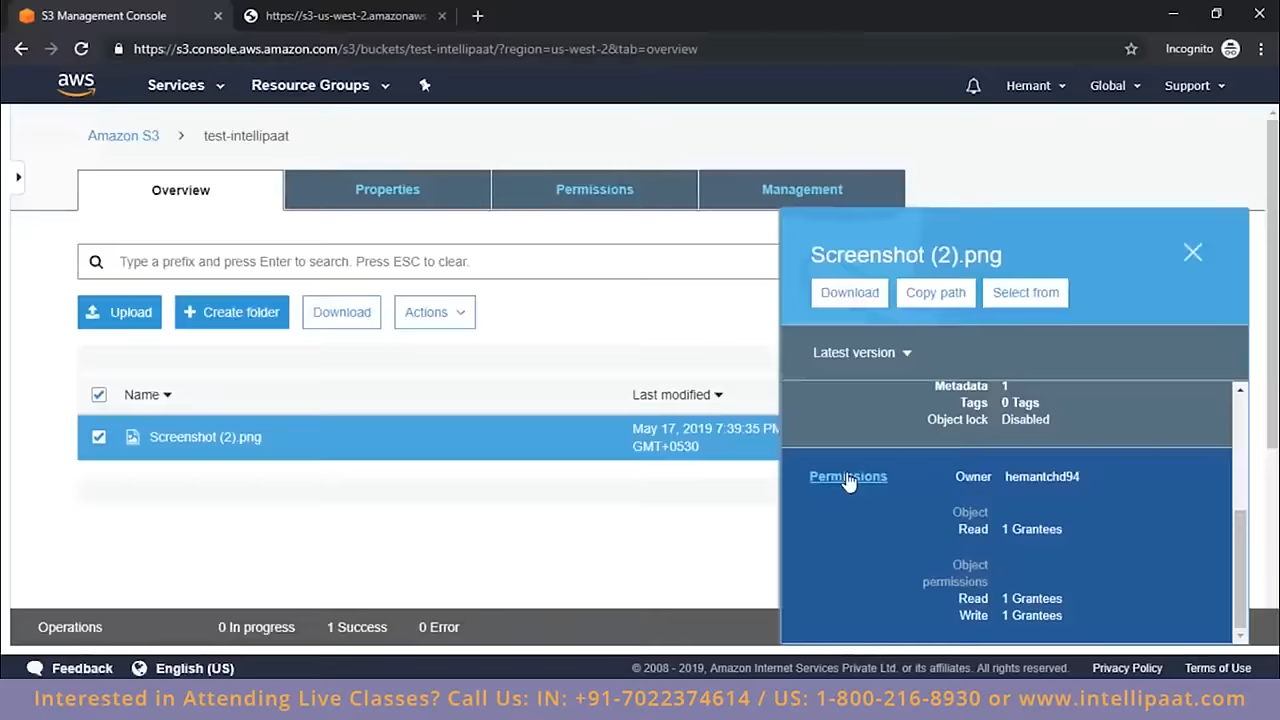 S3 Management Console
https://s3-us-west-2.amazonaws
https://s3.console.aws.amazon.com/s3/buckets/test-intellipaat/?region=us-west-2&tab=overview
Incognito
aws
Services
Resource Groups
Hemant
Global
Support
Amazon S3
test-intellipaat
Overview
Properties
Permissions
Management
Type a prefix and press Enter to search. Press ESC to clear.
Upload
+ Create folder
Download
Actions
Name
Last modified
Screenshot (2).png
May 17, 2019 7:39:35 PM
GMT+0530
Screenshot (2).png
Download
Copy path
Select from
Latest version
Metadata 1
Tags 0 Tags
Object lock Disabled
Permissions
Owner hemantchd94
Object
Read 1 Grantees
Object
permissions
Read 1 Grantees
Write 1 Grantees
Operations
0 In progress
1 Success
0 Error
Feedback
English (US)
© 2008 - 2019, Amazon Internet Services Private Ltd. or its affiliates. All rights reserved.
Privacy Policy
Terms of Use
Interested in Attending Live Classes? Call Us: IN: +91-7022374614 / US: 1-800-216-8930 or www.intellipaat.com